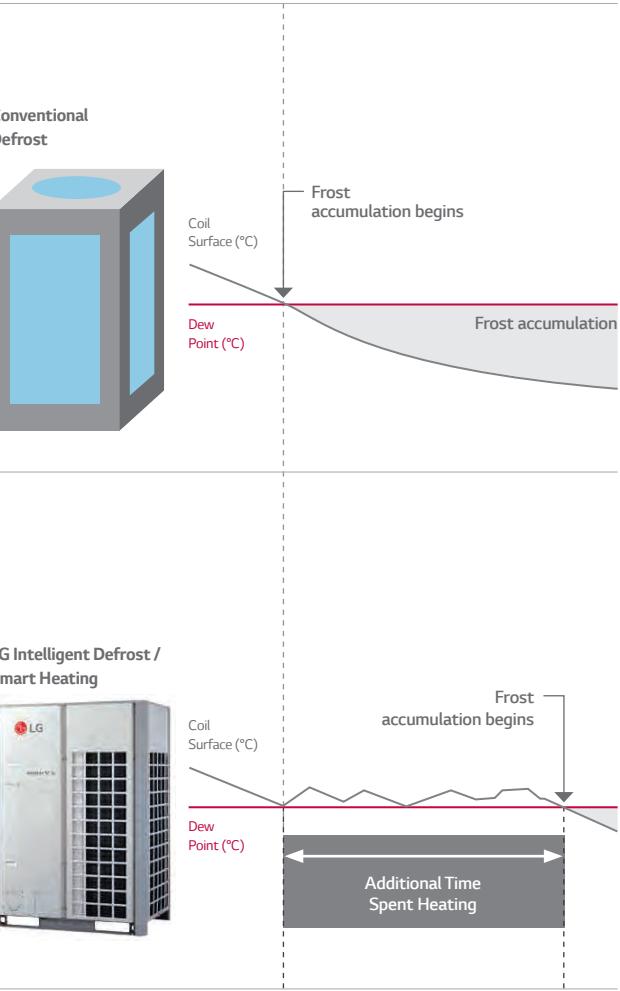 onventional
efrost
Frost
accumulation begins
Coil
Surface (°C)
Dew
Point (°C)
Frost accumulation
G Intelligent Defrost /
mart Heating
LG
Frost
accumulation begins
Coil
Surface (°C)
Dew
Point (°C)
Additional Time
Spent Heating